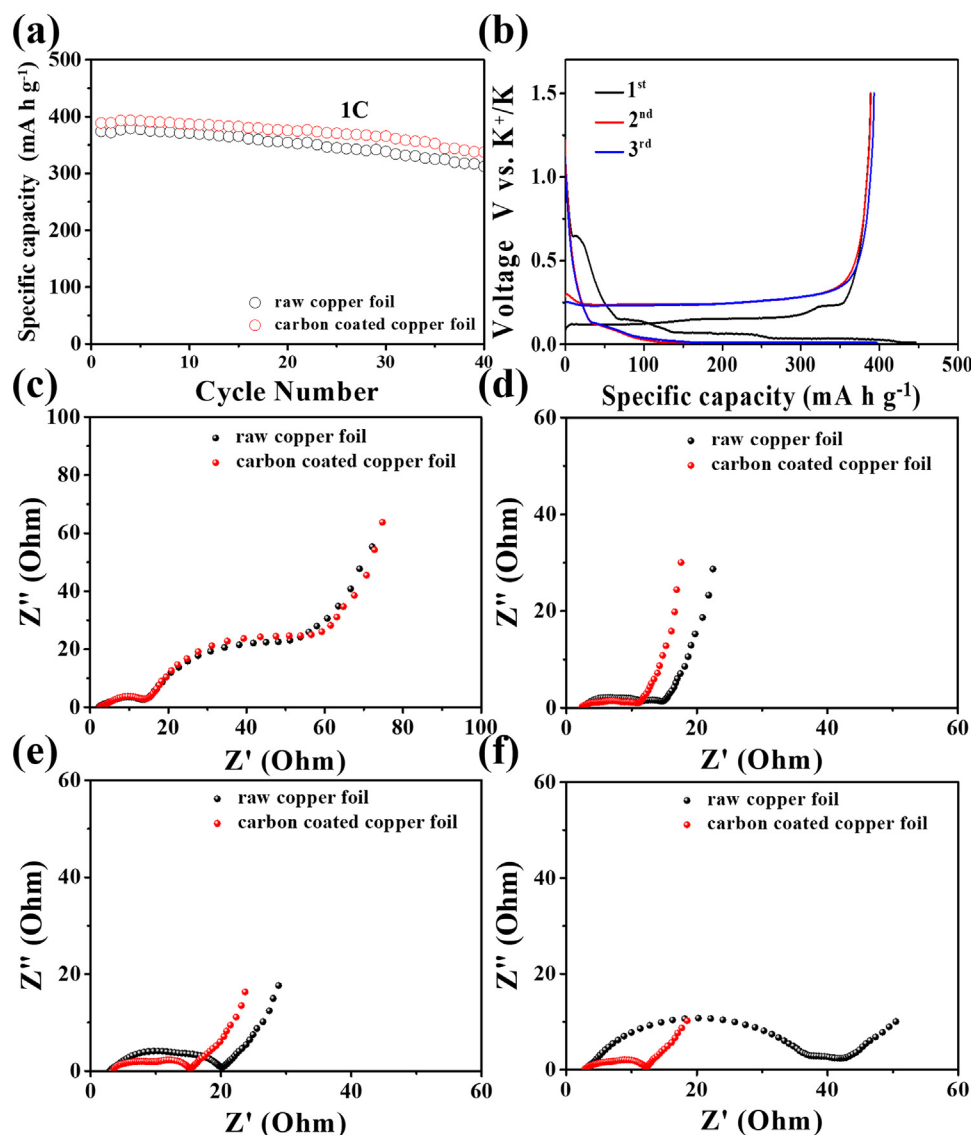 (a)
500
400
300
200
100
0
0
10
20
30
40
Specific capacity (mA h g⁻¹)
Cycle Number
1C
raw copper foil
carbon coated copper foil
(b)
1.5
1.0
0.5
0.0
0
100
200
300
400
500
Voltage V vs. K⁺/K
Specific capacity (mA h g⁻¹)
1ˢᵗ
2ⁿᵈ
3ʳᵈ
(c)
100
80
60
40
20
0
0
20
40
60
80
100
Z'' (Ohm)
Z' (Ohm)
raw copper foil
carbon coated copper foil
(d)
60
40
20
0
0
20
40
60
Z'' (Ohm)
Z' (Ohm)
raw copper foil
carbon coated copper foil
(e)
60
40
20
0
0
20
40
60
Z'' (Ohm)
Z' (Ohm)
raw copper foil
carbon coated copper foil
(f)
60
40
20
0
0
20
40
60
Z'' (Ohm)
Z' (Ohm)
raw copper foil
carbon coated copper foil